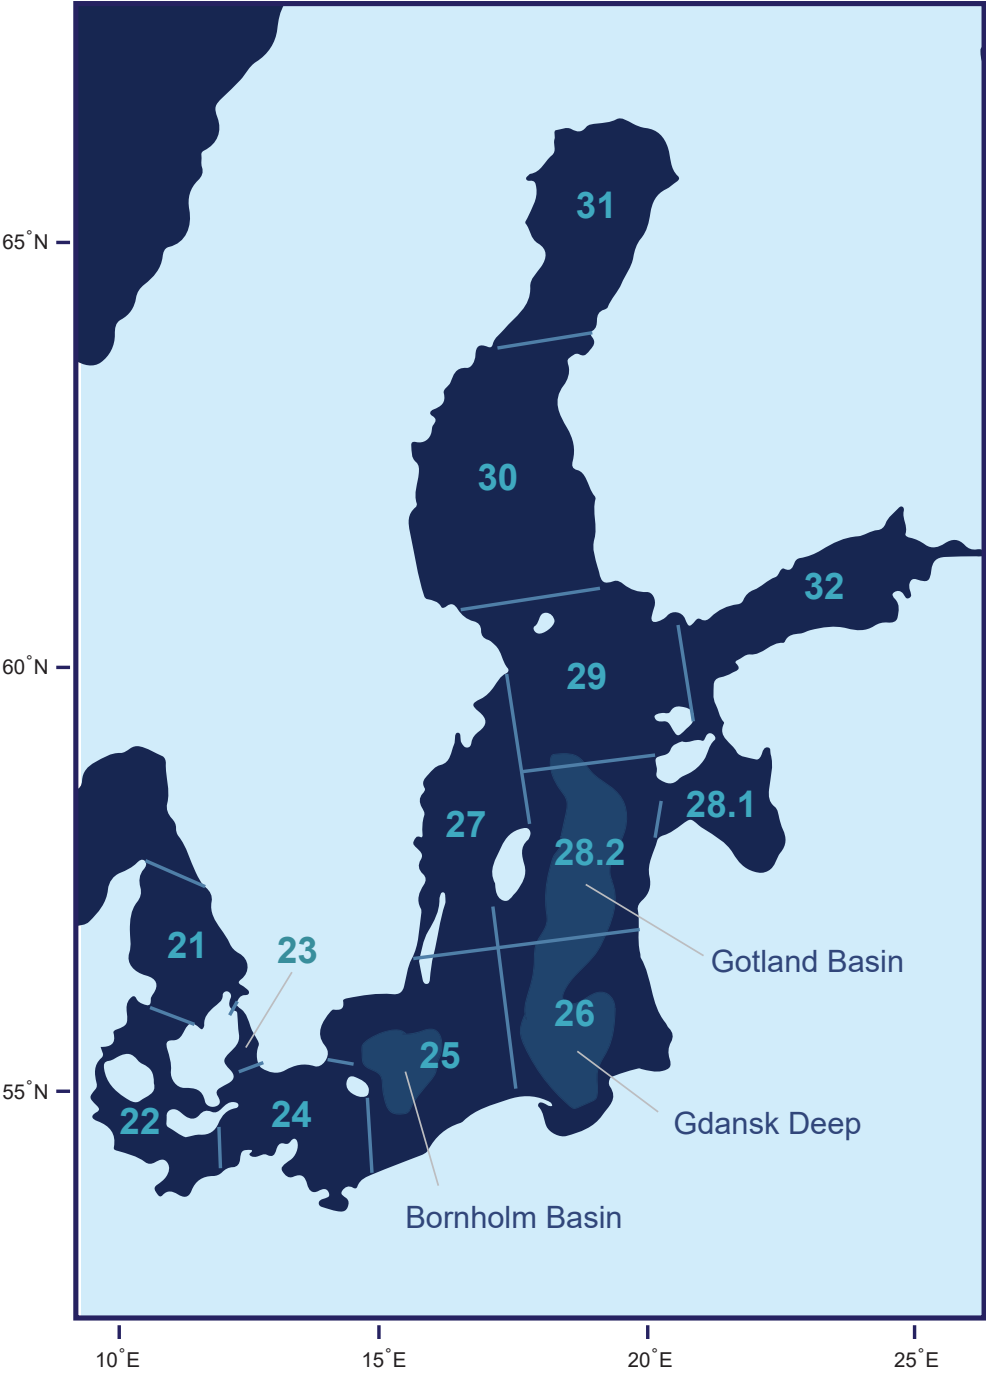 31
65°N
30
32
60°N
29
28.1
27
28.2
21
23
Gotland Basin
26
25
55°N
22
24
Gdansk Deep
Bornholm Basin
10°E
15°E
20°E
25°E